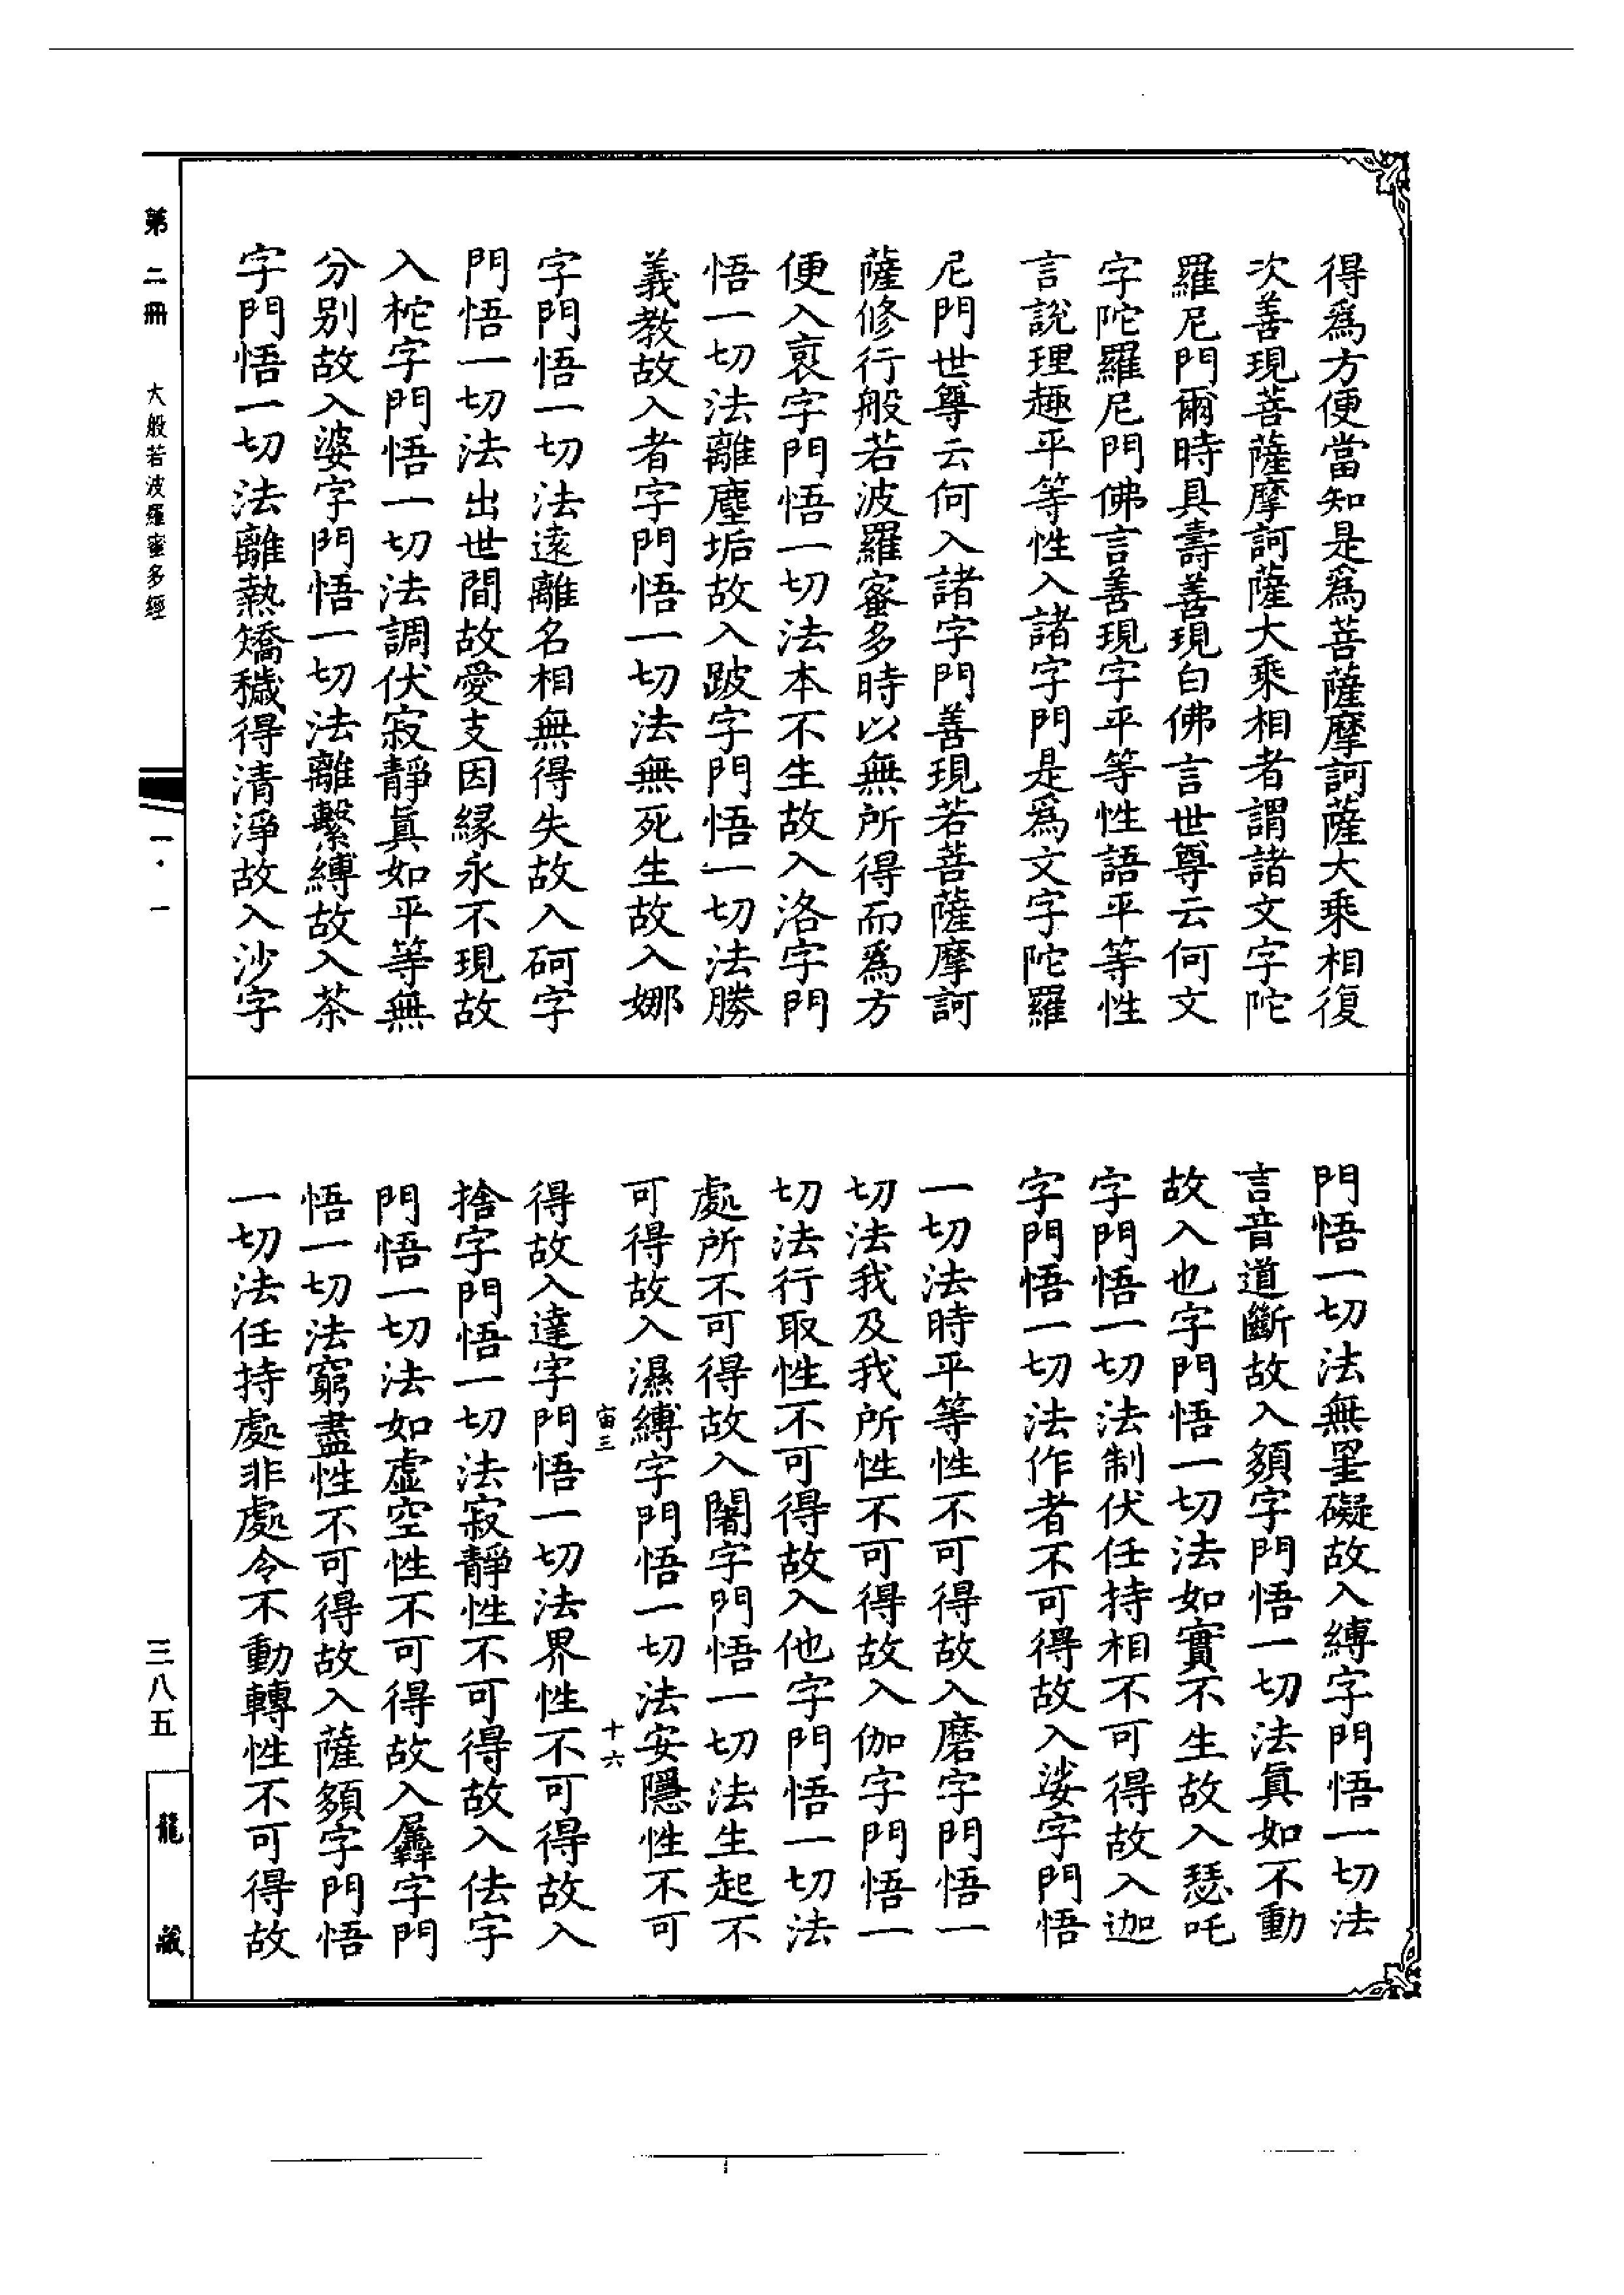 得爲方便當知是爲菩薩摩訶薩大乘相復
次善現菩薩摩訶薩大乘相者謂諸文字陀
羅尼門爾時具壽善現白佛言世尊云何文
字陀羅尼門佛言善現字平等性語平等性
言說理趣平等性入諸字門是爲文字陀羅
尼門世尊云何入諸字門善現若菩薩摩訶
薩修行般若波羅蜜多時以無所得而爲方
便入裒字門悟一切法本不生故入洛字門
悟一切法離塵垢故入跛字門悟一切法勝
義教故入者字門悟一切法無死生故入娜
字門悟一切法遠離名相無得失故入砢字
門悟一切法出世間故愛支因緣永不現故
入柁字門悟一切法調伏寂靜眞如平等無
分别故入婆字門悟一切法離繫縛故入茶
字門悟一切法離熱矯穢得清淨故入沙字
門悟一切法無罣礙故入縛字門悟一切法
言音道斷故入頞字門悟一切法眞如不動
故入也字門悟一切法如實不生故入瑟吒
字門悟一切法制伏任持相不可得故入迦
字門悟一切法作者不可得故入娑字門悟
一切法時平等性不可得故入磨字門悟一
切法我及我所性不可得故入伽字門悟一
切法行取性不可得故入他字門悟一切法
處所不可得故入闍字門悟一切法生起不
可得故入濕縛字門悟一切法安隱性不可
宙三 十六
得故入達字門悟一切法界性不可得故入
捨字門悟一切法寂靜性不可得故入佉字
門悟一切法如虛空性不可得故入羼字門
悟一切法窮盡性不可得故入薩頞字門悟
一切法任持處非處令不動轉性不可得故
第二冊 大般若波羅蜜多經
一·一
三八五
龍藏